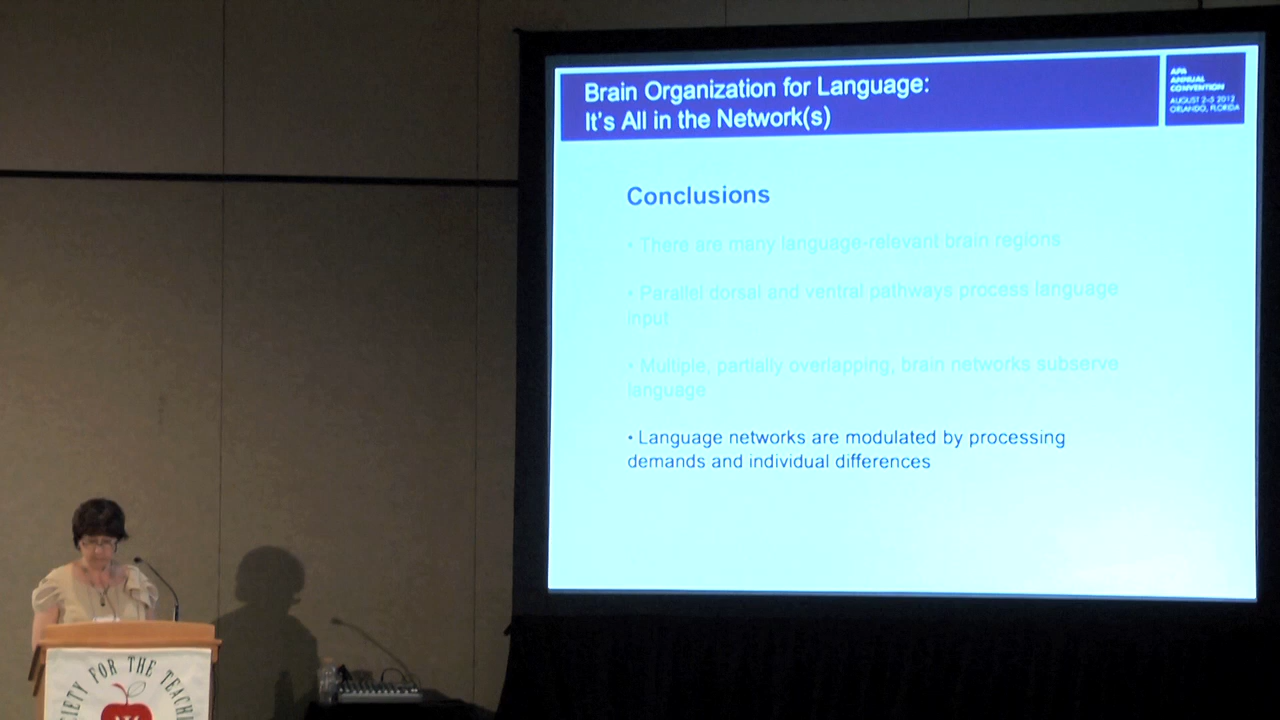 Brain Organization for Language:
It's All in the Network(s)
APA
ANNUAL
CONVENTION
AUGUST 2-5 2012
ORLANDO, FLORIDA
Conclusions
• There are many language-relevant brain regions
• Parallel dorsal and ventral pathways process language
input
• Multiple, partially overlapping, brain networks subserve
language
• Language networks are modulated by processing
demands and individual differences
FOR THE